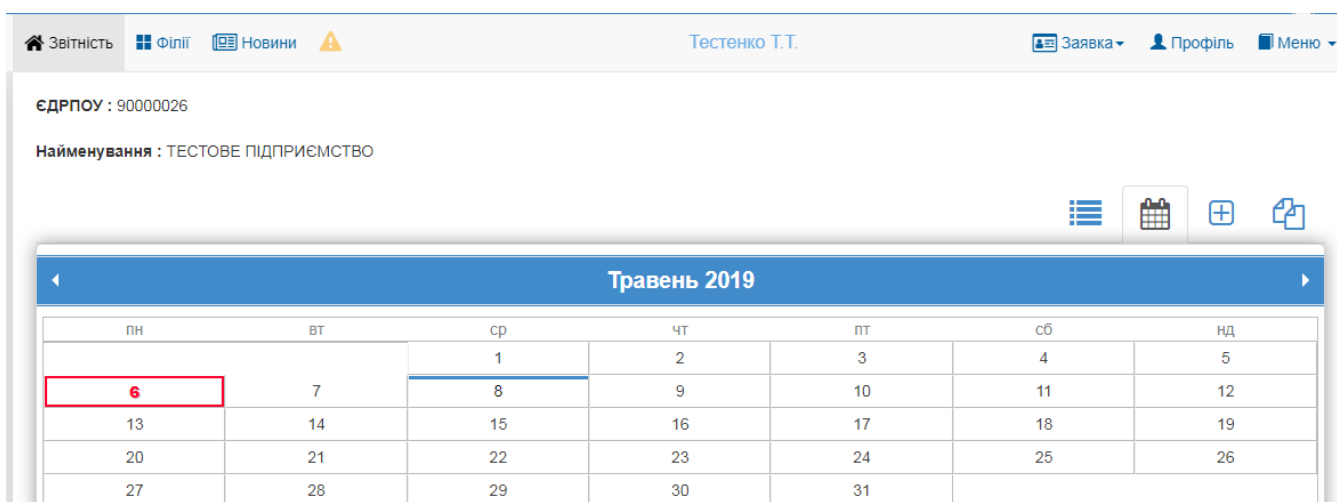 Звітність Філії Новини Тестенко Т.Т. Заявка Профіль Меню
ЄДРПОУ : 90000026
Найменування : ТЕСТОВЕ ПІДПРИЄМСТВО
Травень 2019
пн вт ср чт пт сб нд
1 2 3 4 5
6 7 8 9 10 11 12
13 14 15 16 17 18 19
20 21 22 23 24 25 26
27 28 29 30 31